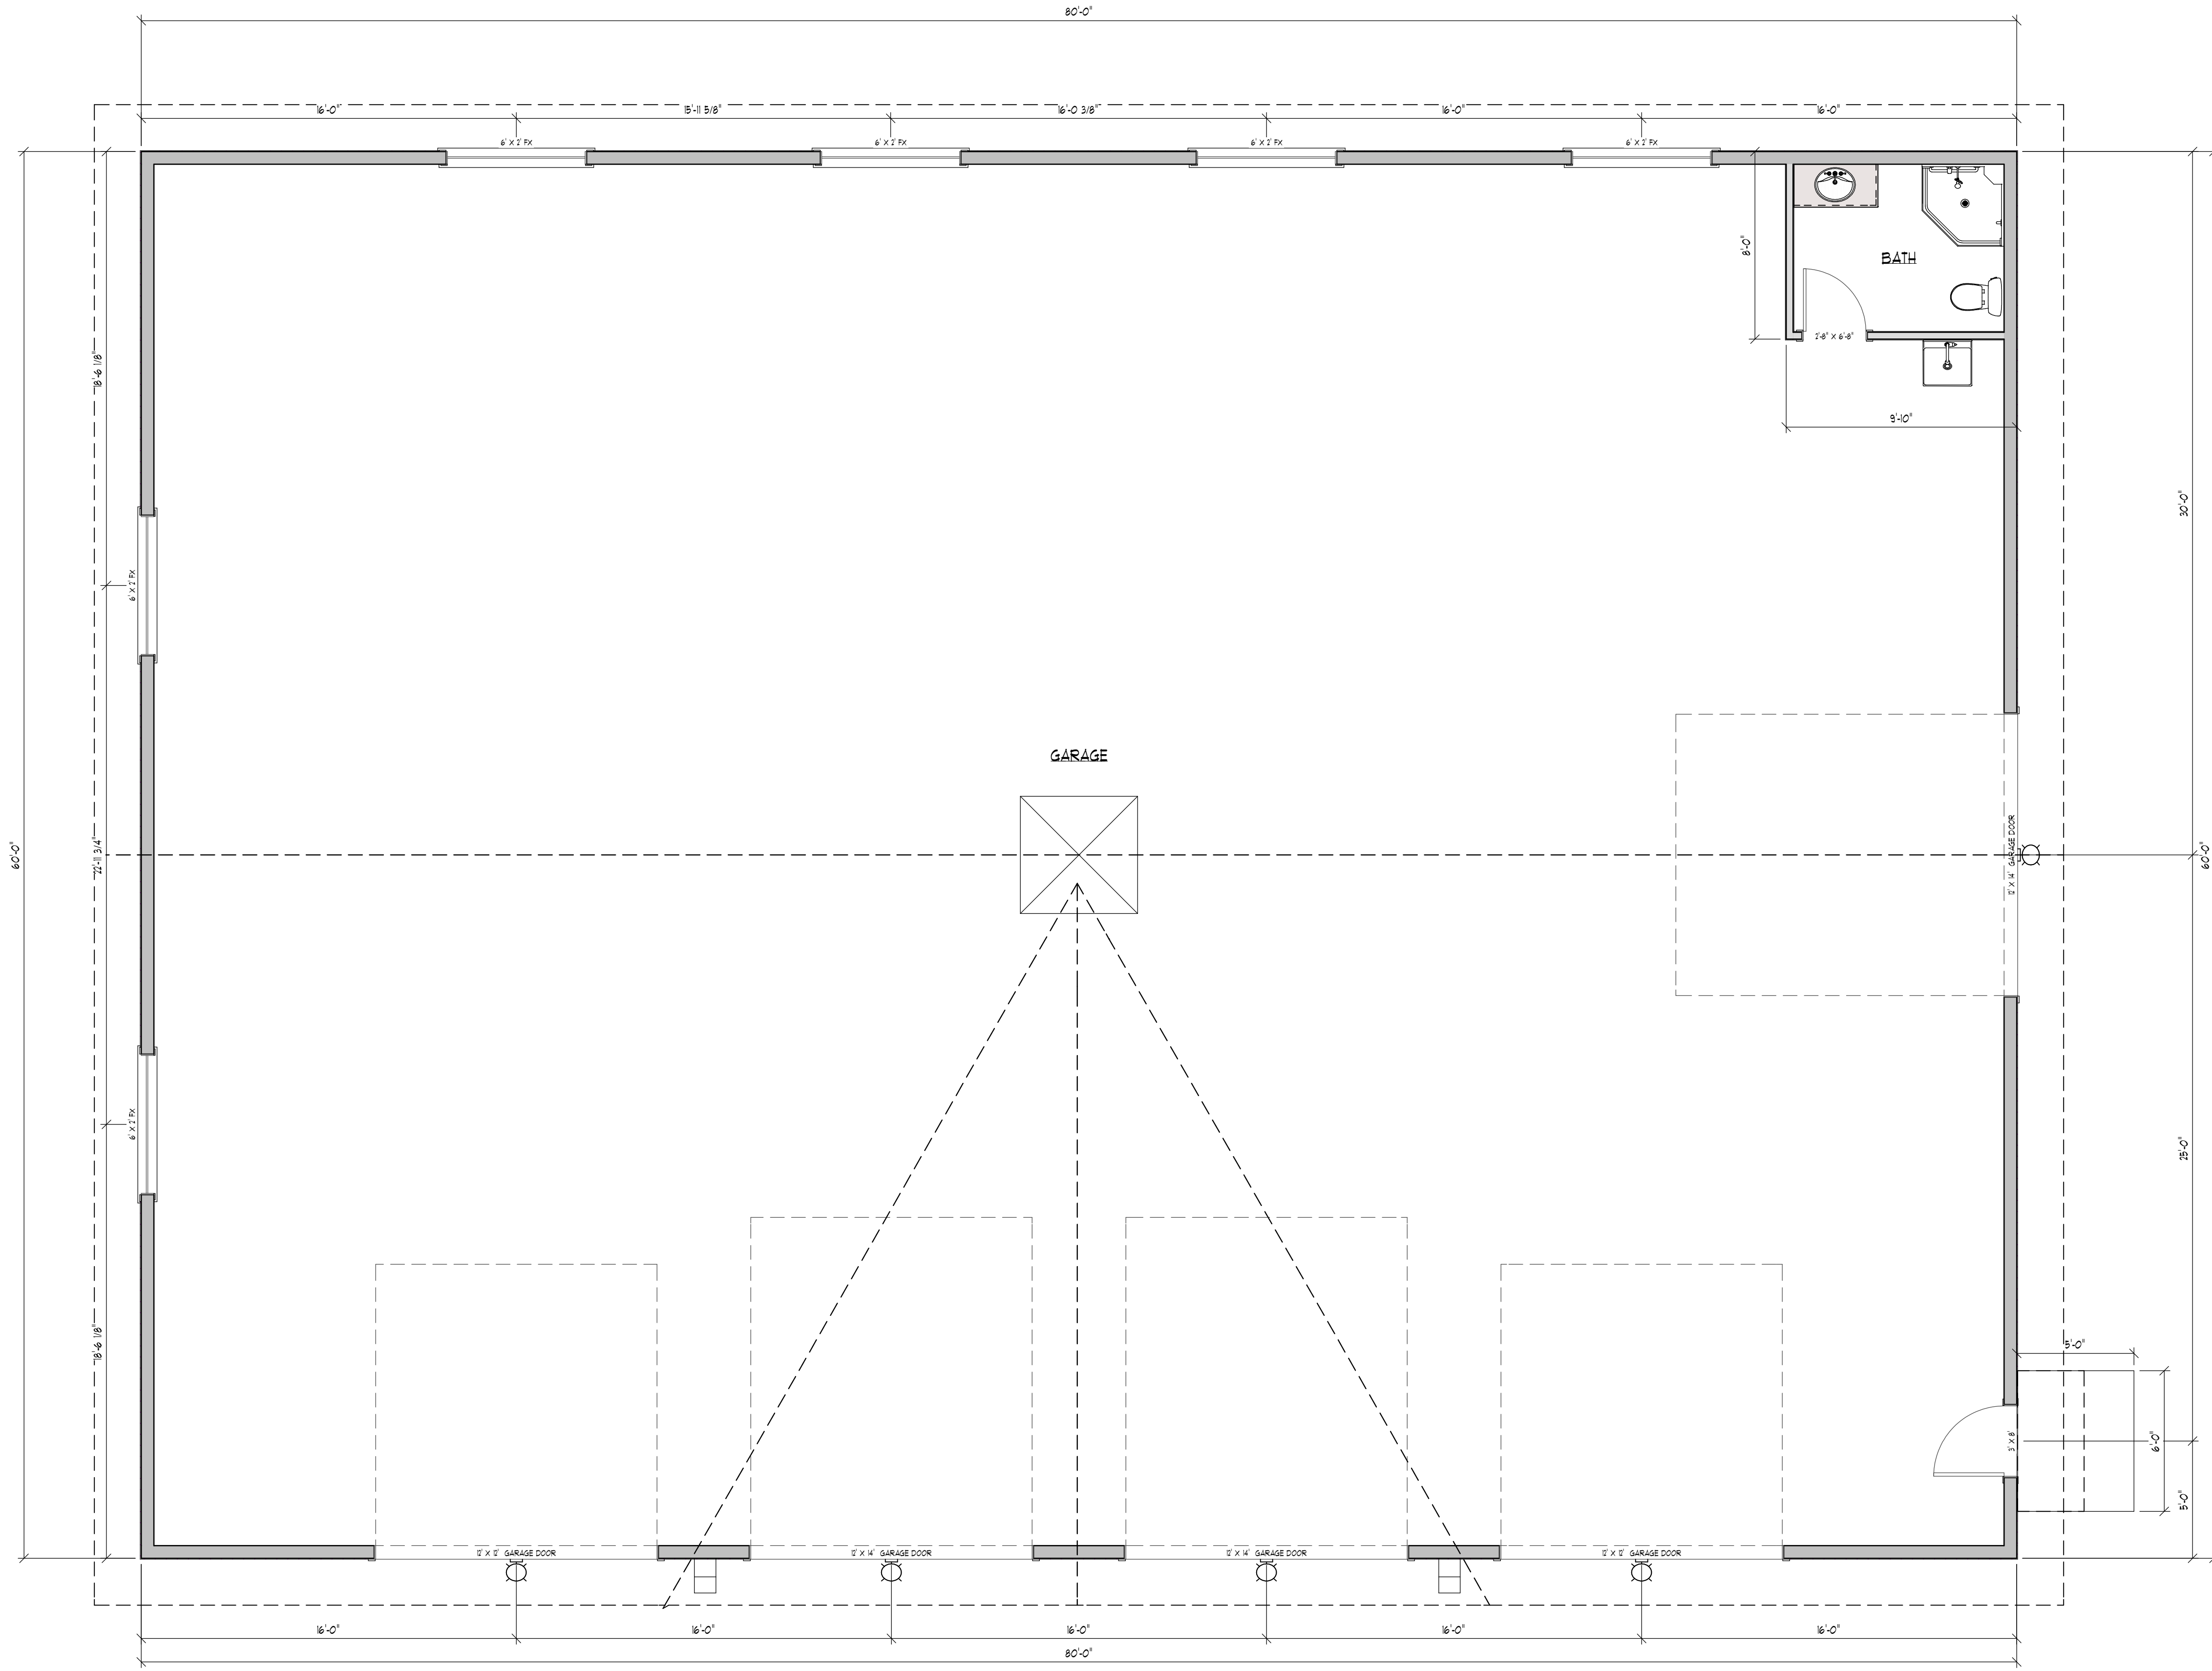 80'-0"
16'-0"
15'-11 5/8"
16'-0 3/8"
16'-0"
16'-0"
6' X 2' FX
6' X 2' FX
6' X 2' FX
6' X 2' FX
8'-0"
BATH
2'-8" X 6'-8"
9'-10"
18'-6 1/8"
30'-0"
6' X 2' FX
GARAGE
60'-0"
22'-11 3/4"
12' X 14' GARAGE DOOR
60'-0"
6' X 2' FX
25'-0"
18'-6 1/8"
5'-0"
3' X 8'
6'-0"
5'-0"
12' X 12' GARAGE DOOR
12' X 14' GARAGE DOOR
12' X 14' GARAGE DOOR
12' X 12' GARAGE DOOR
16'-0"
16'-0"
16'-0"
16'-0"
16'-0"
80'-0"